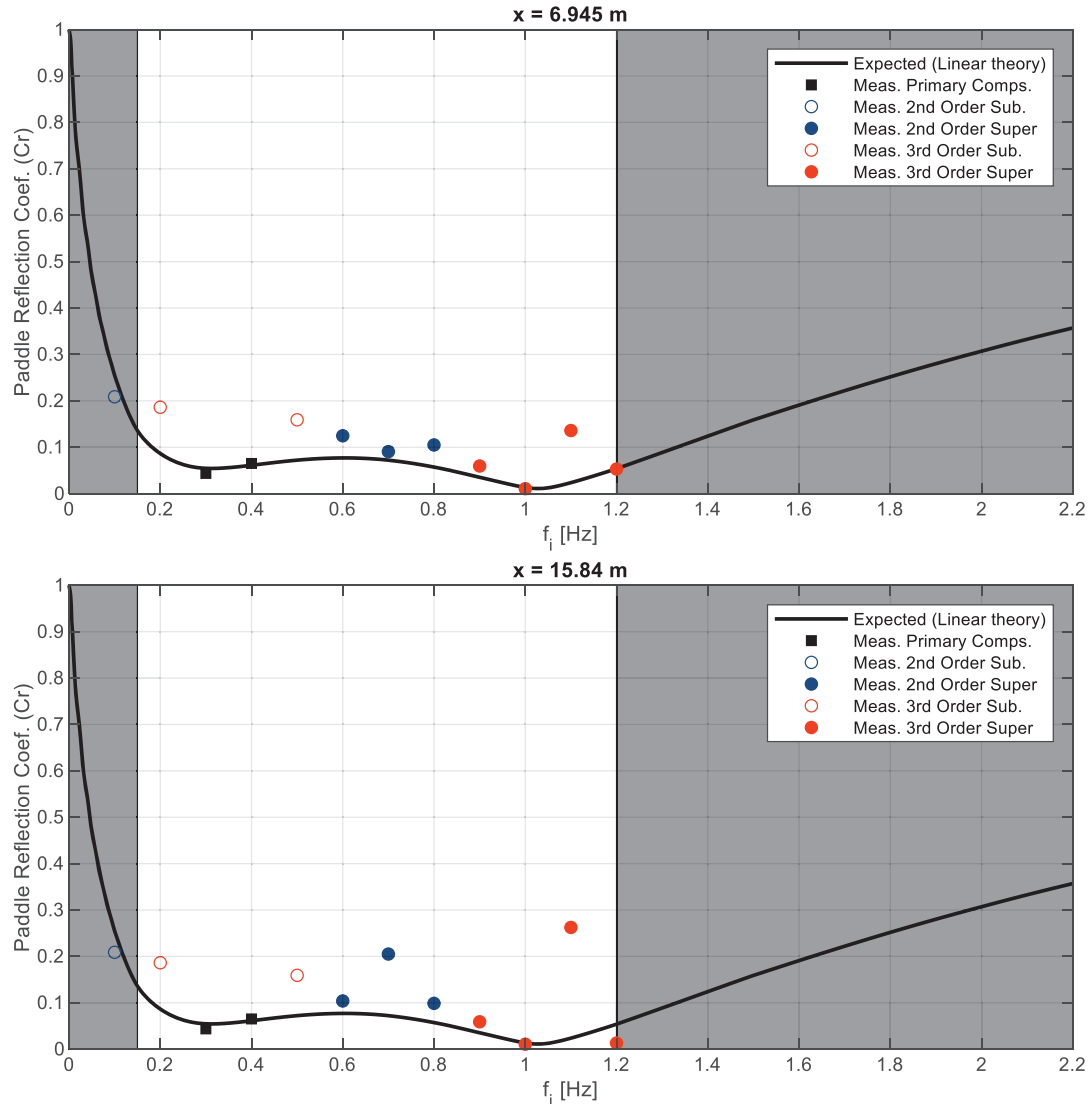 x = 6.945 m
1
0.9
0.8
0.7
0.6
0.5
0.4
0.3
0.2
0.1
0
Paddle Reflection Coef. (Cr)
Expected (Linear theory)
Meas. Primary Comps.
Meas. 2nd Order Sub.
Meas. 2nd Order Super
Meas. 3rd Order Sub.
Meas. 3rd Order Super
0 0.2 0.4 0.6 0.8 1 1.2 1.4 1.6 1.8 2 2.2
f_i [Hz]
x = 15.84 m
1
0.9
0.8
0.7
0.6
0.5
0.4
0.3
0.2
0.1
0
Paddle Reflection Coef. (Cr)
Expected (Linear theory)
Meas. Primary Comps.
Meas. 2nd Order Sub.
Meas. 2nd Order Super
Meas. 3rd Order Sub.
Meas. 3rd Order Super
0 0.2 0.4 0.6 0.8 1 1.2 1.4 1.6 1.8 2 2.2
f_i [Hz]